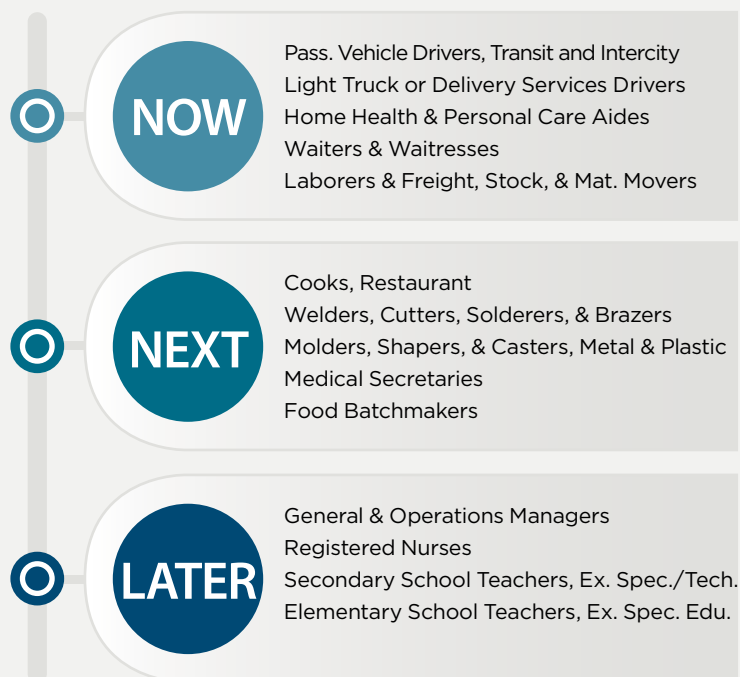 NOW
Pass. Vehicle Drivers, Transit and Intercity
Light Truck or Delivery Services Drivers
Home Health & Personal Care Aides
Waiters & Waitresses
Laborers & Freight, Stock, & Mat. Movers
NEXT
Cooks, Restaurant
Welders, Cutters, Solderers, & Brazers
Molders, Shapers, & Casters, Metal & Plastic
Medical Secretaries
Food Batchmakers
LATER
General & Operations Managers
Registered Nurses
Secondary School Teachers, Ex. Spec./Tech.
Elementary School Teachers, Ex. Spec. Edu.